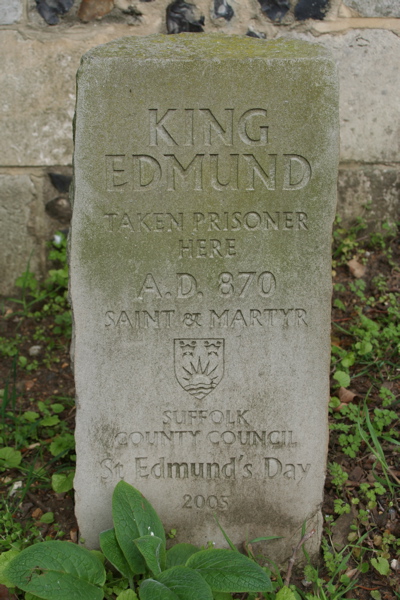 KING
EDMUND
TAKEN PRISONER
HERE
A.D. 870
SAINT & MARTYR
SUFFOLK
COUNTY COUNCIL
St Edmund's Day
2005